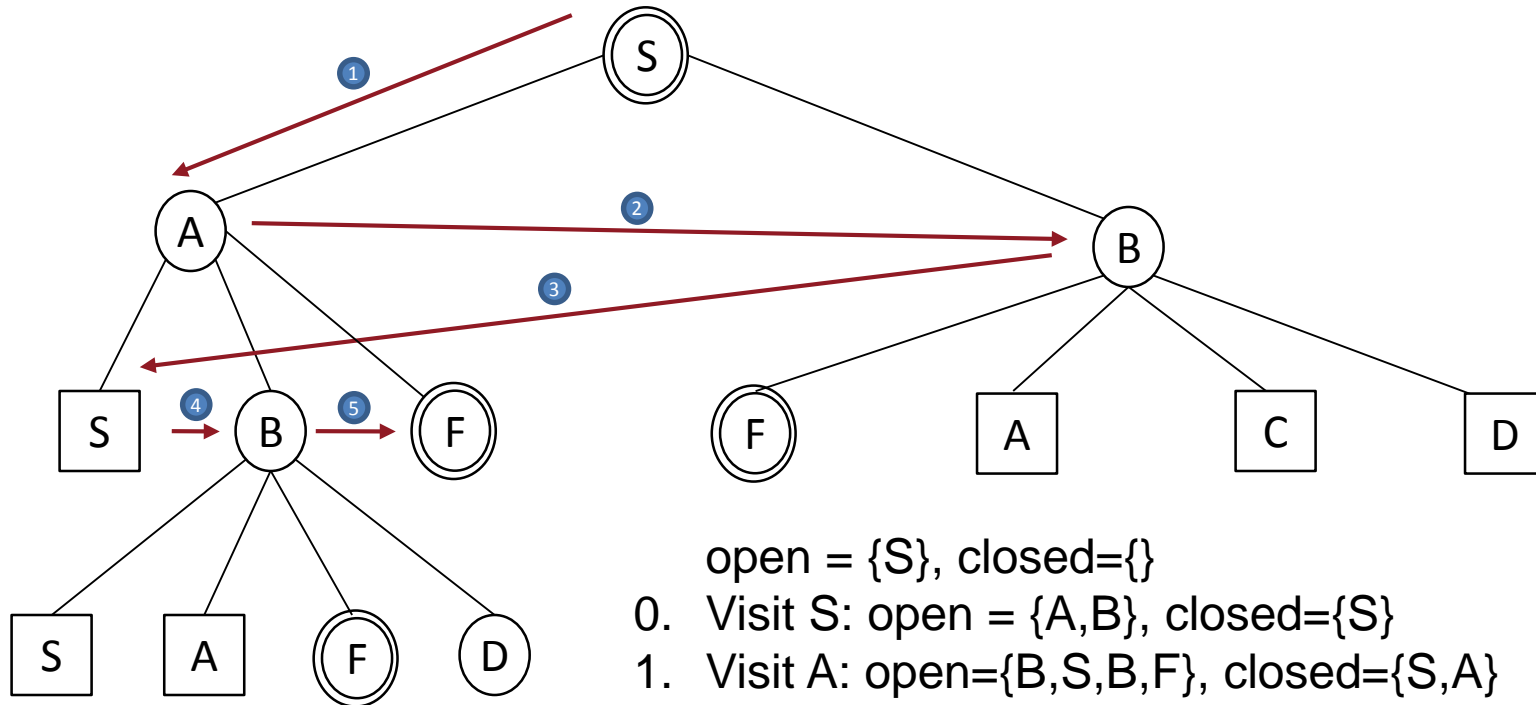 S
1
A
2
B
3
S
4
B
5
F
F
A
C
D
S
A
F
D
open = {S}, closed={}
0. Visit S: open = {A,B}, closed={S}
1. Visit A: open={B,S,B,F}, closed={S,A}